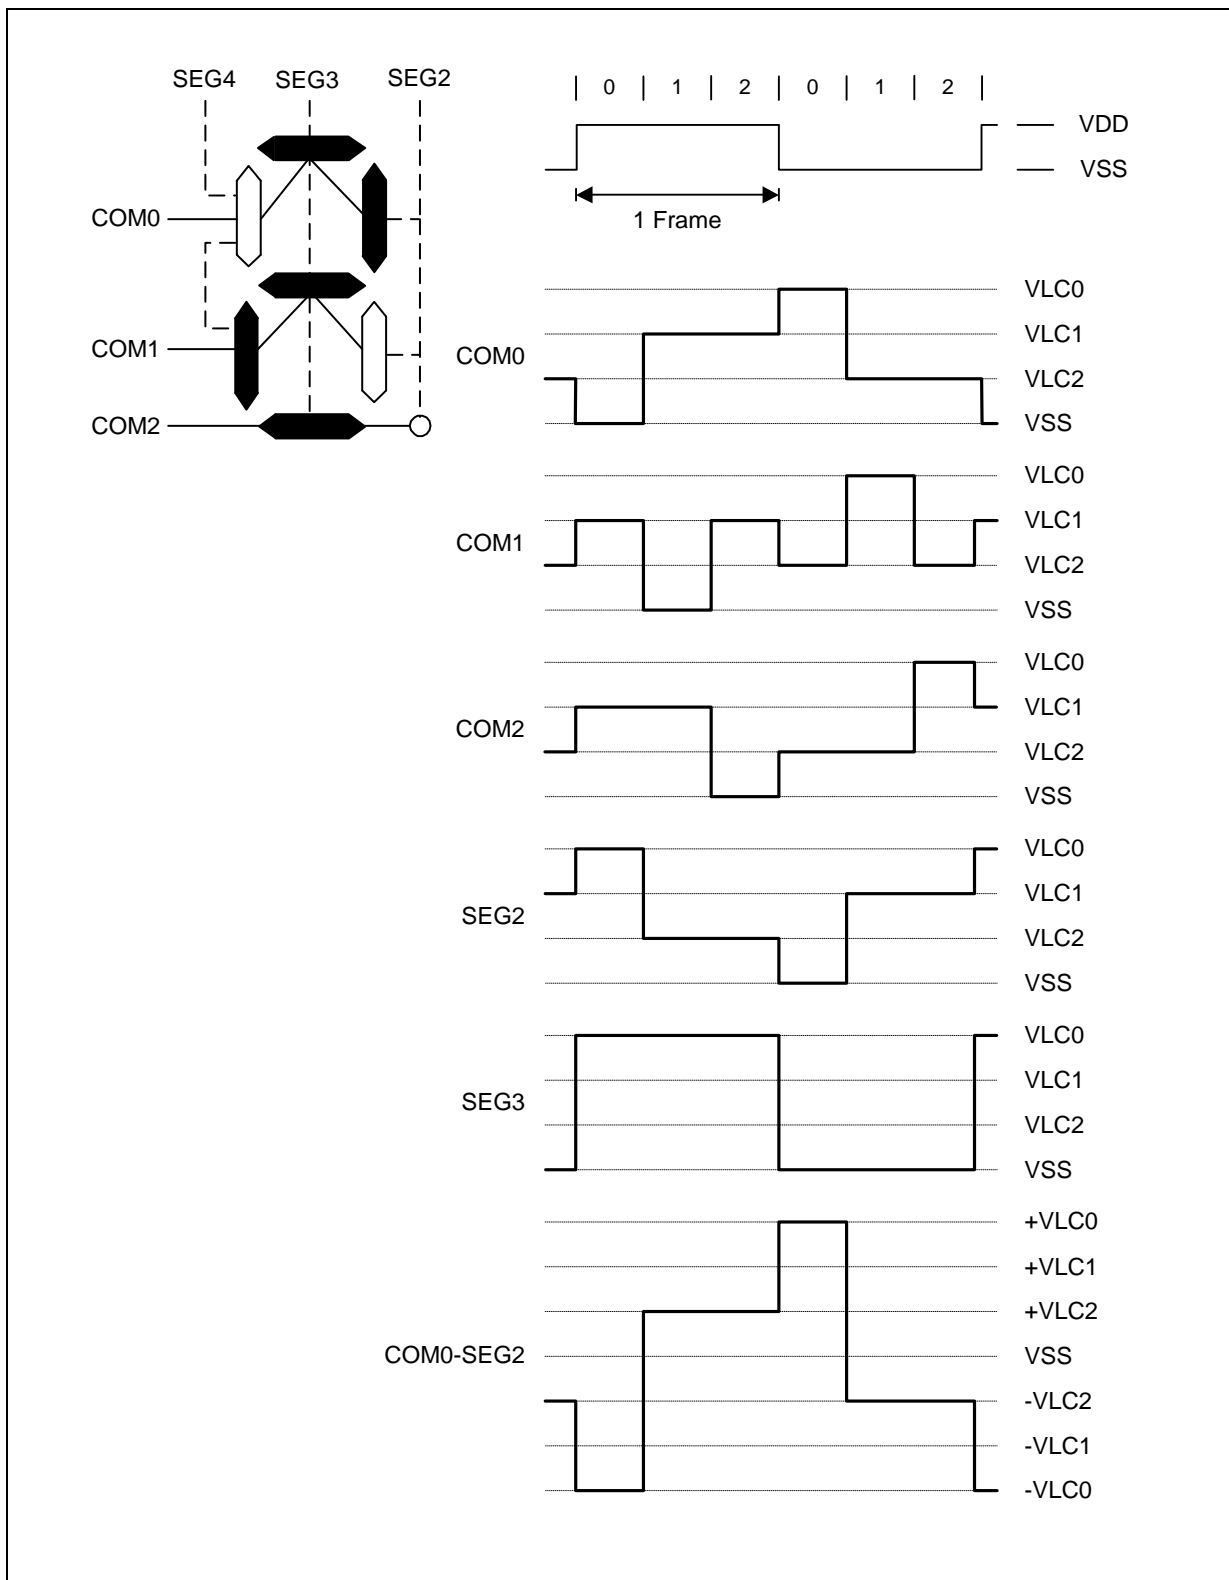 SEG4 SEG3 SEG2
0 1 2 0 1 2
VDD
VSS
1 Frame
COM0
COM1
COM2
COM0
VLC0
VLC1
VLC2
VSS
COM1
VLC0
VLC1
VLC2
VSS
COM2
VLC0
VLC1
VLC2
VSS
SEG2
VLC0
VLC1
VLC2
VSS
SEG3
VLC0
VLC1
VLC2
VSS
COM0-SEG2
+VLC0
+VLC1
+VLC2
VSS
-VLC2
-VLC1
-VLC0